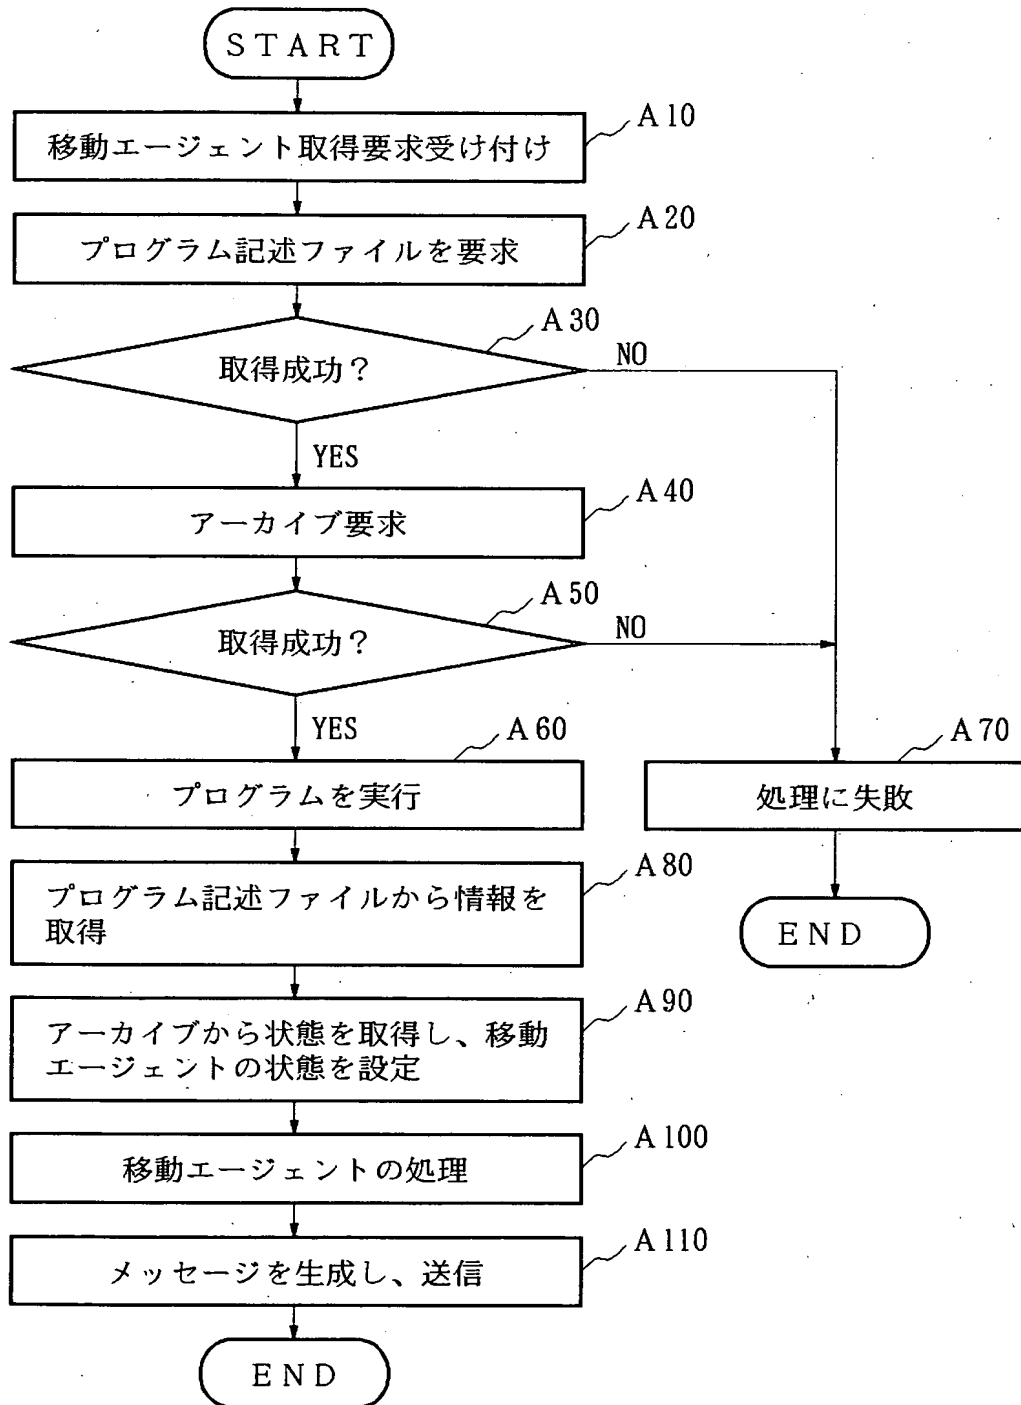 START
A10
移動エージェント取得要求受け付け
A20
プログラム記述ファイルを要求
A30
取得成功?
NO
YES
A40
アーカイブ要求
A50
取得成功?
NO
YES
A60
プログラムを実行
A70
処理に失敗
A80
プログラム記述ファイルから情報を
取得
END
A90
アーカイブから状態を取得し、移動
エージェントの状態を設定
A100
移動エージェントの処理
A110
メッセージを生成し、送信
END